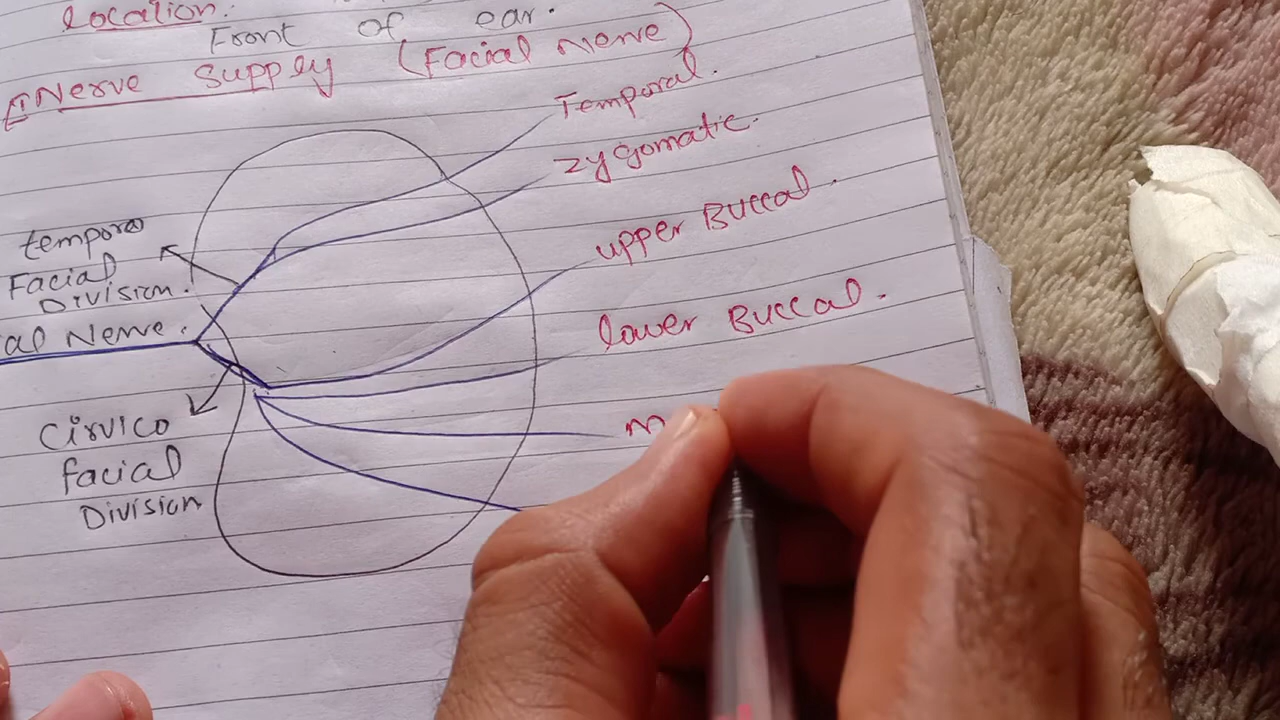 location:
Front of ear.
Nerve supply (Facial Nerve)
Temporal.
zygomatic.
upper Buccal.
lower Buccal.
m
tempora
Facial
Division.
al Nerve.
Cirvico
facial
Division